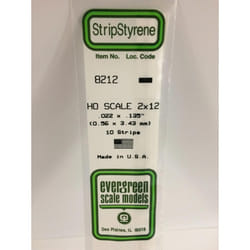 StripStyrene
Item No. Loc. Code
8212
HO SCALE 2x12
.022 x .135"
(0.56 x 3.43 mm)
10 Strips
Made in U.S.A.
evergreen
scale models
Des Plaines, IL 60018